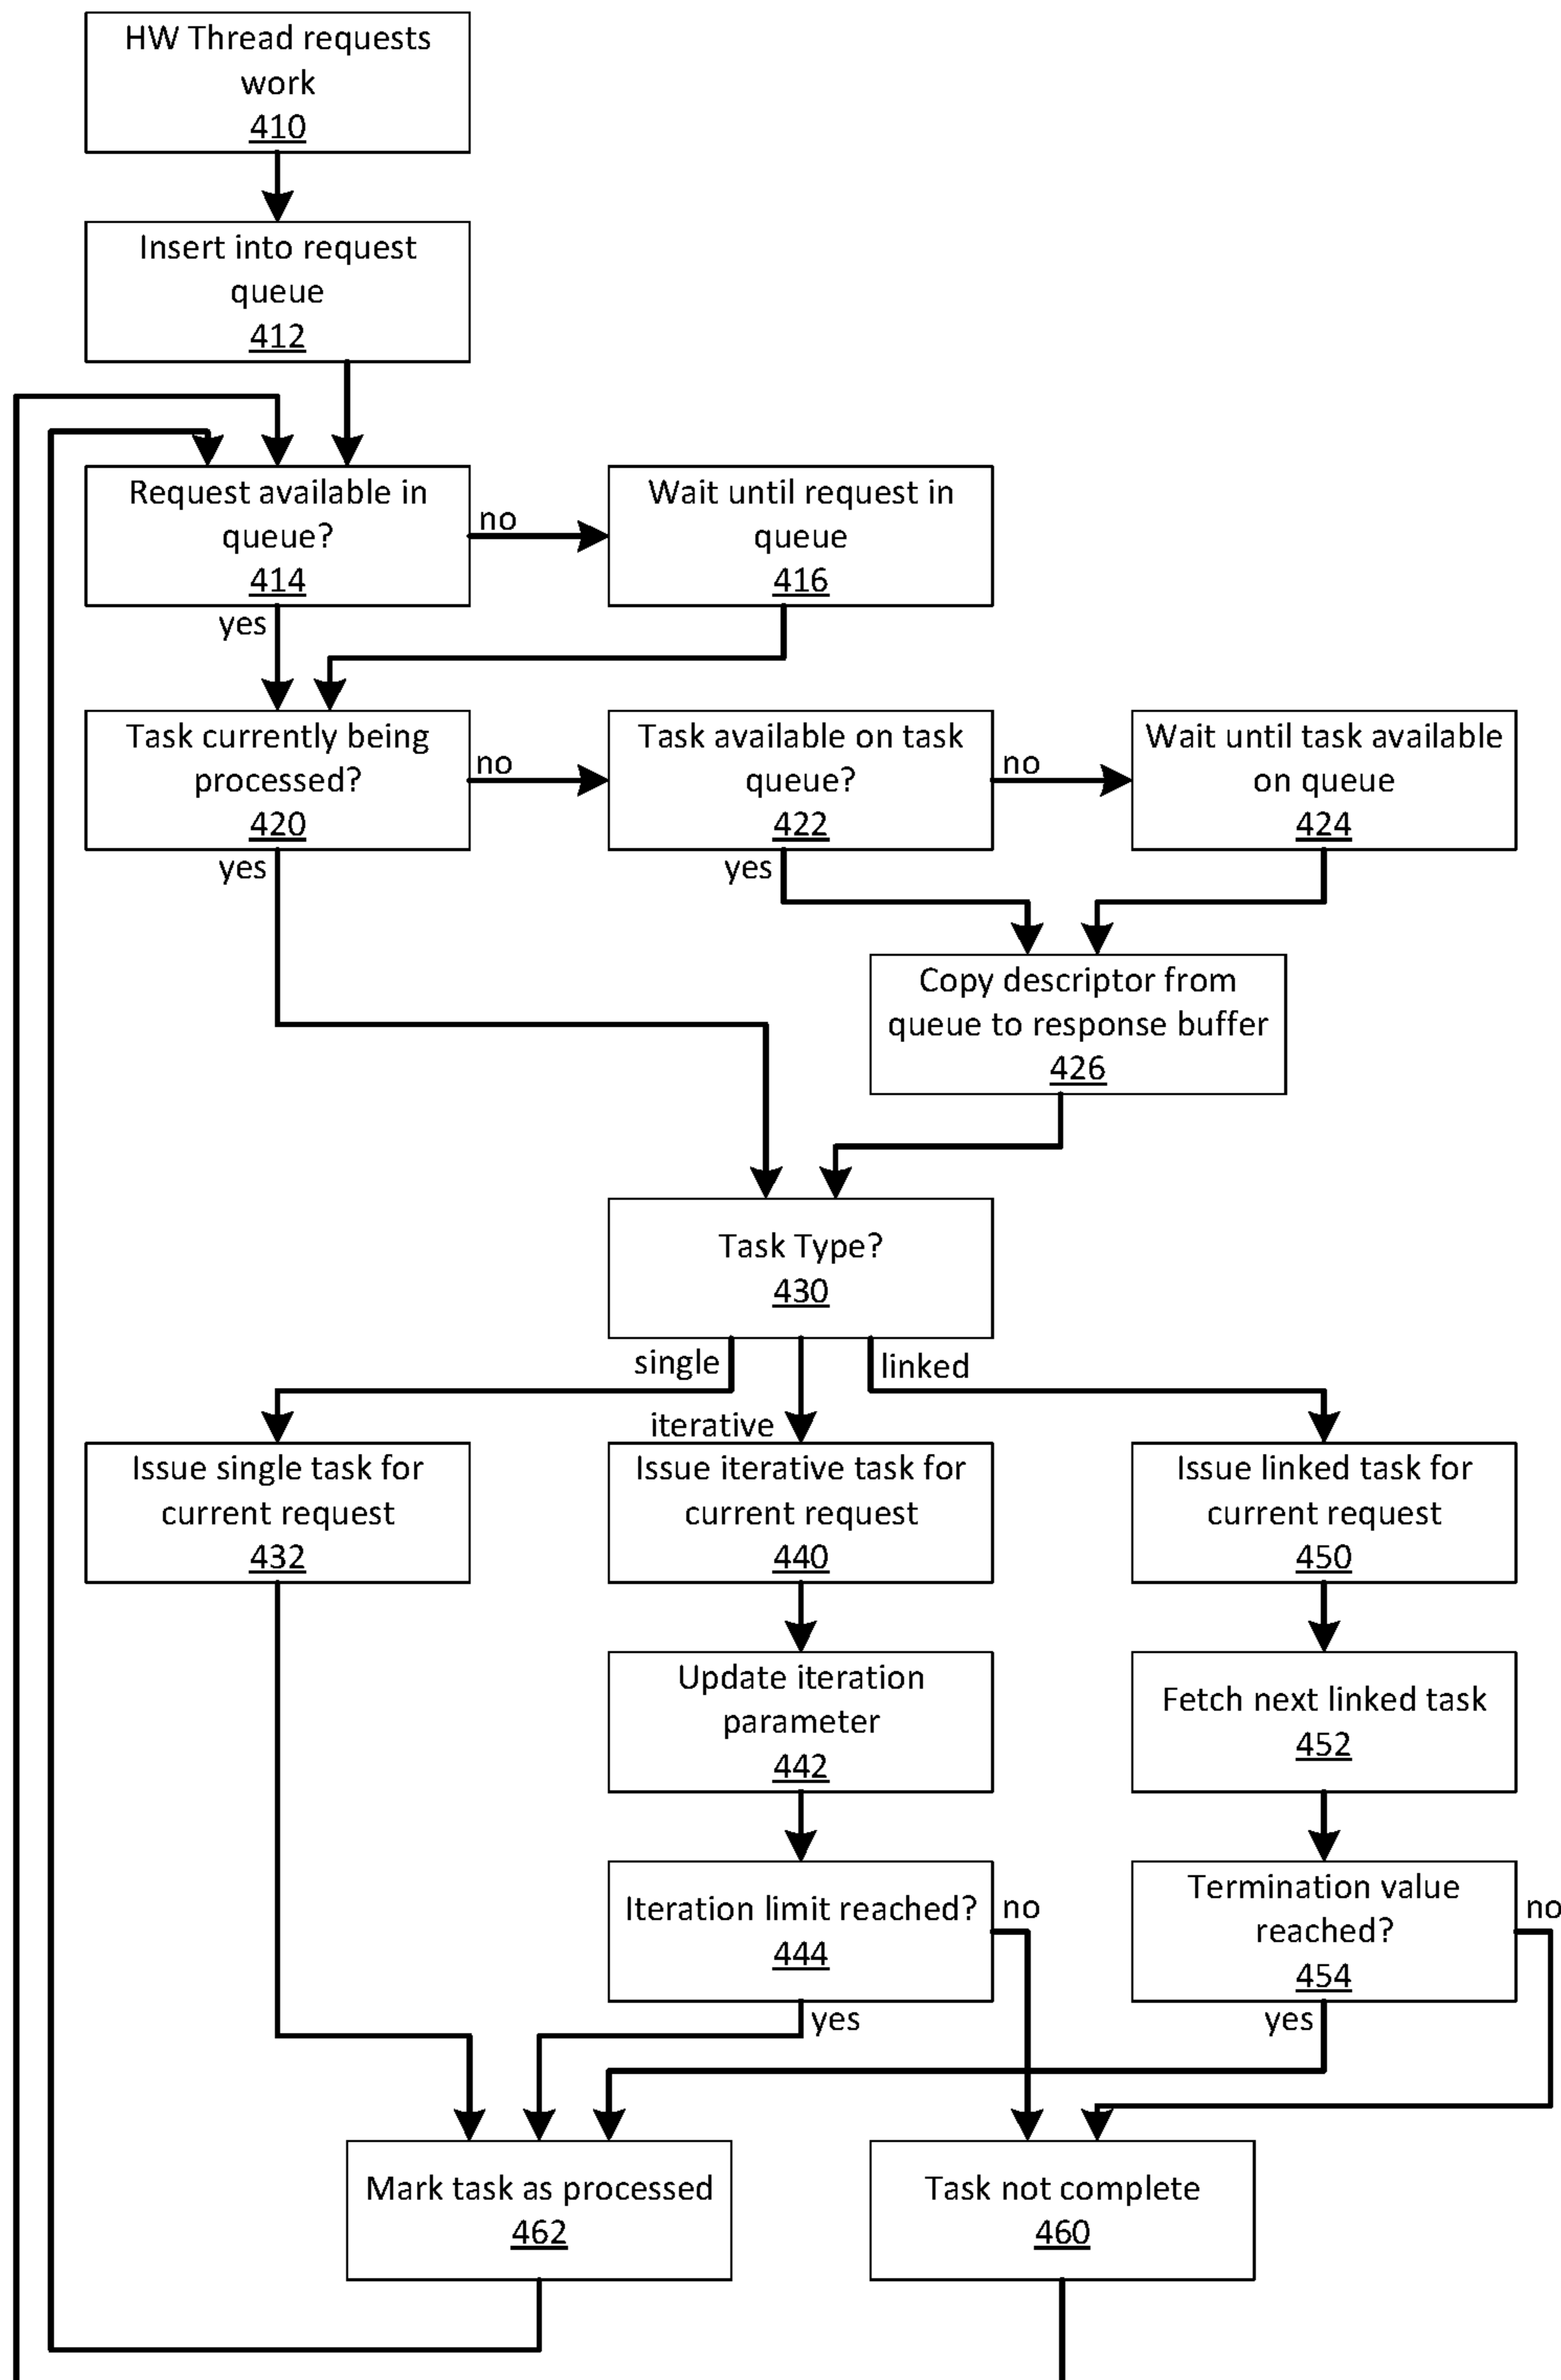 HW Thread requests
work
410
Insert into request
queue
412
Request available in
queue?
414
no
Wait until request in
queue
416
yes
Task currently being
processed?
420
no
Task available on task
queue?
422
no
Wait until task available
on queue
424
yes
yes
Copy descriptor from
queue to response buffer
426
Task Type?
430
single
linked
iterative
Issue single task for
current request
432
Issue iterative task for
current request
440
Issue linked task for
current request
450
Update iteration
parameter
442
Fetch next linked task
452
Iteration limit reached?
444
no
Termination value
reached?
454
no
yes
yes
Mark task as processed
462
Task not complete
460